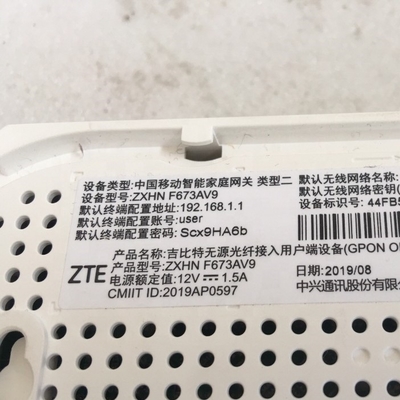 设备类型:中国移动智能家庭网关 类型二
设备型号:ZXHN F673AV9
默认终端配置地址:192.168.1.1
默认终端配置账号:user
默认终端配置密码: Scx9HA6b
默认无线网络名称
默认无线网络密钥(
设备标识号: 44FB5
ZTE
产品名称:吉比特无源光纤接入用户端设备(GPON O
产品型号:ZXHN F673AV9
电源额定值:12V⎓1.5A
CMIIT ID:2019AP0597
日期:2019/08
中兴通讯股份有限